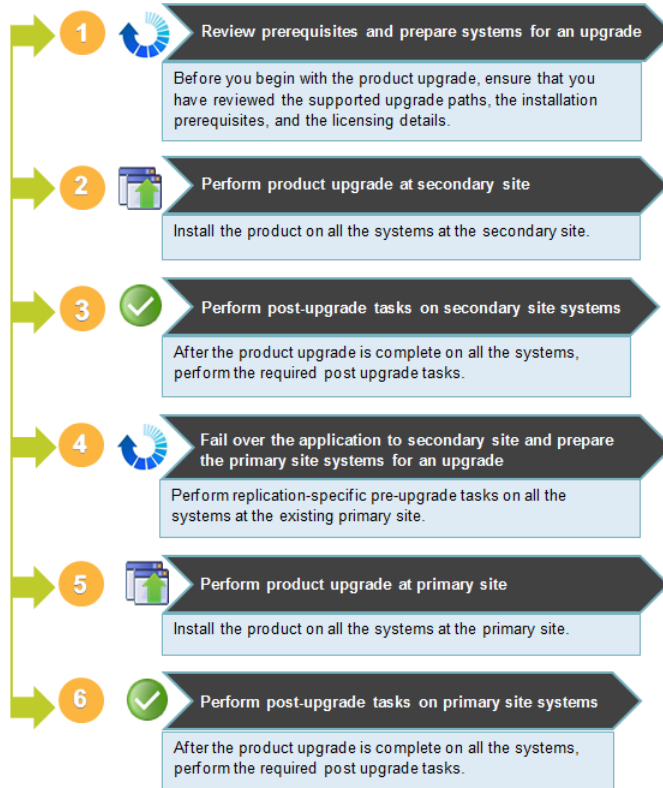 1
Review prerequisites and prepare systems for an upgrade
Before you begin with the product upgrade, ensure that you
have reviewed the supported upgrade paths, the installation
prerequisites, and the licensing details.
2
Perform product upgrade at secondary site
Install the product on all the systems at the secondary site.
3
Perform post-upgrade tasks on secondary site systems
After the product upgrade is complete on all the systems,
perform the required post upgrade tasks.
4
Fail over the application to secondary site and prepare
the primary site systems for an upgrade
Perform replication-specific pre-upgrade tasks on all the
systems at the existing primary site.
5
Perform product upgrade at primary site
Install the product on all the systems at the primary site.
6
Perform post-upgrade tasks on primary site systems
After the product upgrade is complete on all the systems,
perform the required post upgrade tasks.